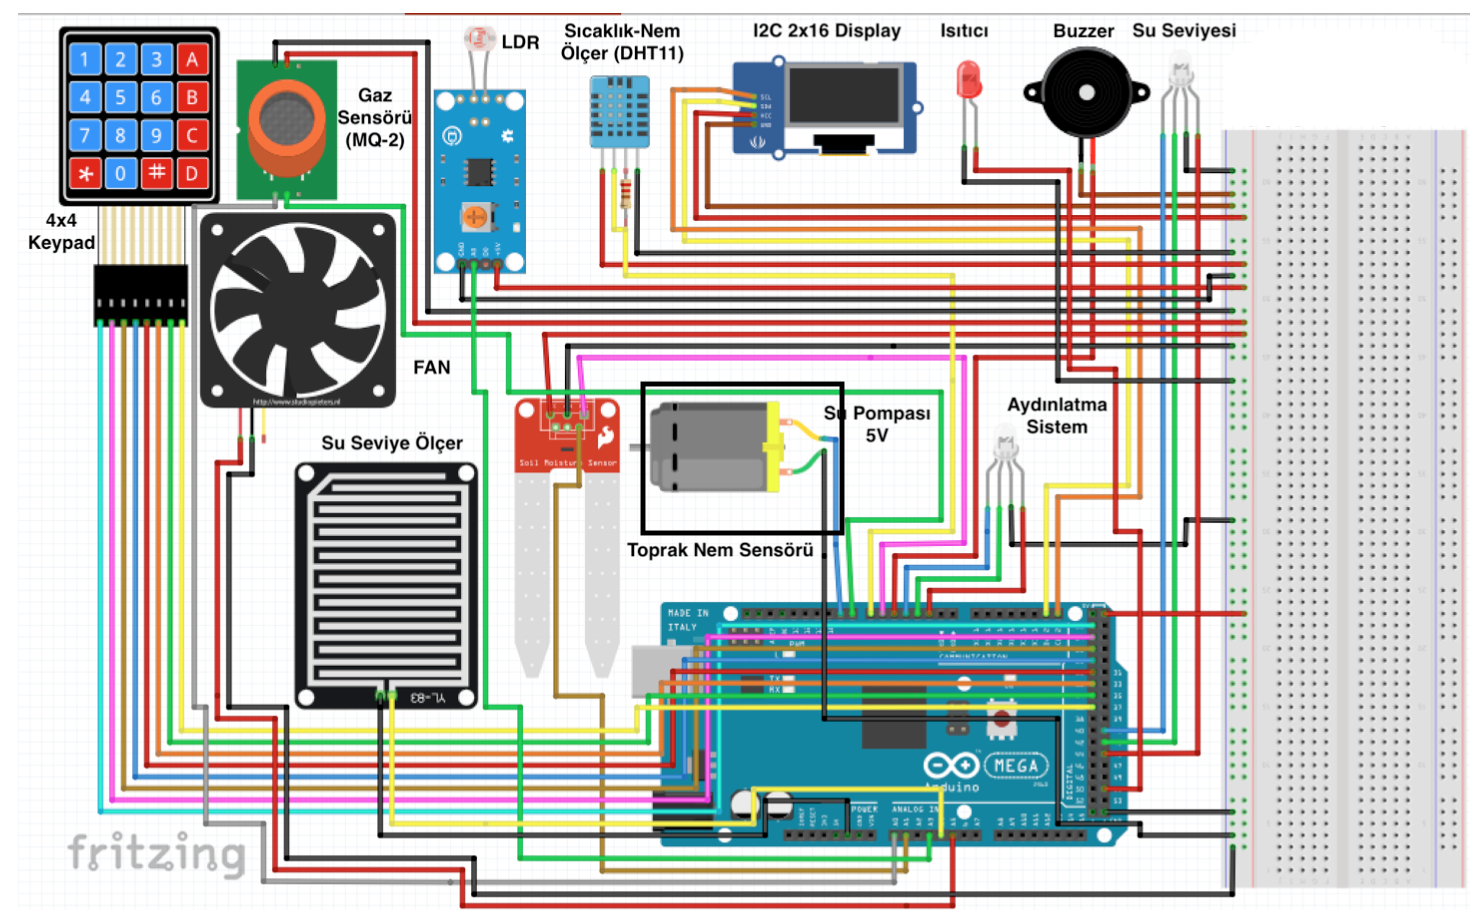 LDR
Sıcaklık-Nem
Ölçer (DHT11)
I2C 2x16 Display
Isıtıcı
Buzzer
Su Seviyesi
1 2 3 A
4 5 6 B
7 8 9 C
* 0 # D
Gaz
Sensörü
(MQ-2)
4x4
Keypad
FAN
http://www.studiopieters.nl
Su Seviye Ölçer
Soil Moisture Sensor
Su Pompası
5V
Aydınlatma
Sistem
Toprak Nem Sensörü
YL-83
MADE IN
ITALY
TX
RX
COMMUNICATION
MEGA
Arduino
DIGITAL
POWER
ANALOG IN
fritzing